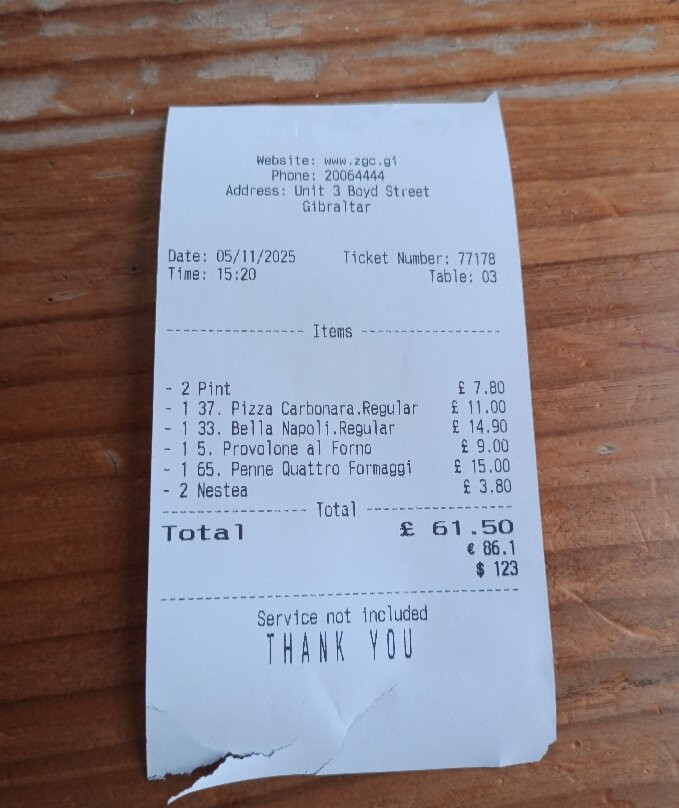 Website: www.zgc.gi
Phone: 20064444
Address: Unit 3 Boyd Street
Gibraltar
Date: 05/11/2025 Ticket Number: 77178
Time: 15:20 Table: 03
---------------- Items ----------------
- 2 Pint £ 7.80
- 1 37. Pizza Carbonara.Regular £ 11.00
- 1 33. Bella Napoli.Regular £ 14.90
- 1 5. Provolone al Forno £ 9.00
- 1 65. Penne Quattro Formaggi £ 15.00
- 2 Nestea £ 3.80
---------------- Total ----------------
Total £ 61.50
€ 86.1
$ 123
----------------------------------------
Service not included
THANK YOU